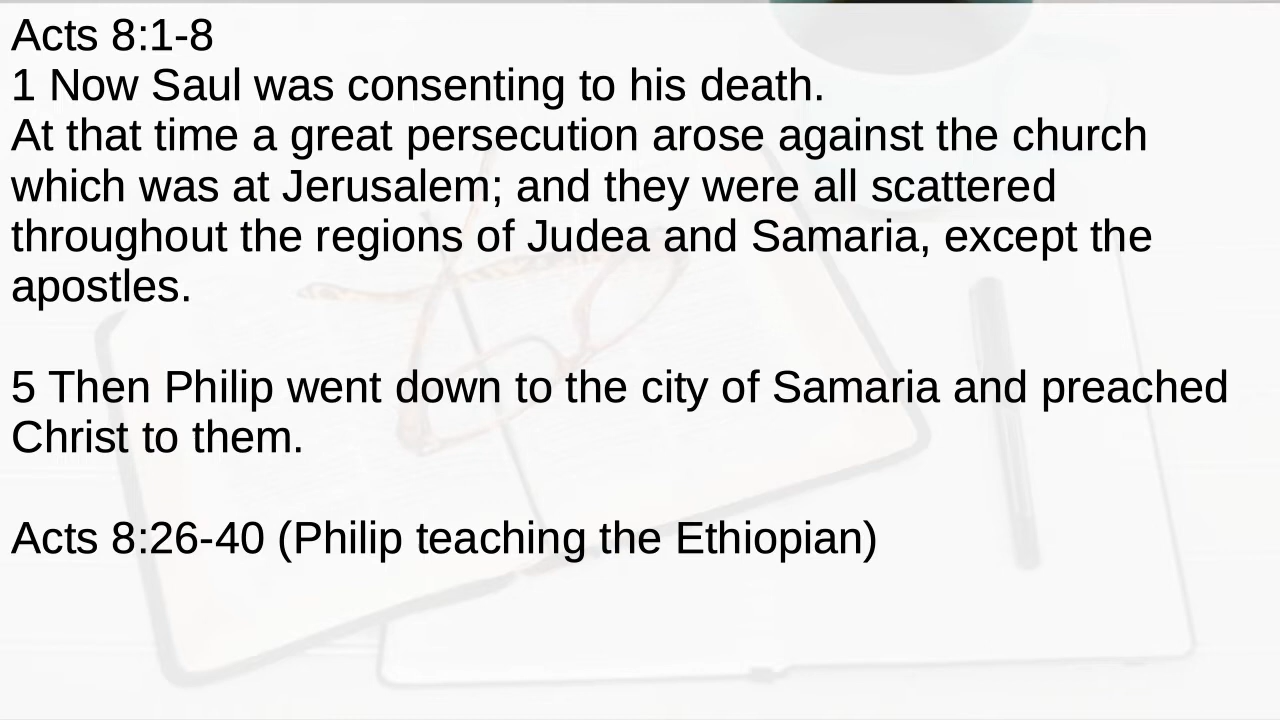 Acts 8:1-8
1 Now Saul was consenting to his death.
At that time a great persecution arose against the church
which was at Jerusalem; and they were all scattered
throughout the regions of Judea and Samaria, except the
apostles.
5 Then Philip went down to the city of Samaria and preached
Christ to them.
Acts 8:26-40 (Philip teaching the Ethiopian)